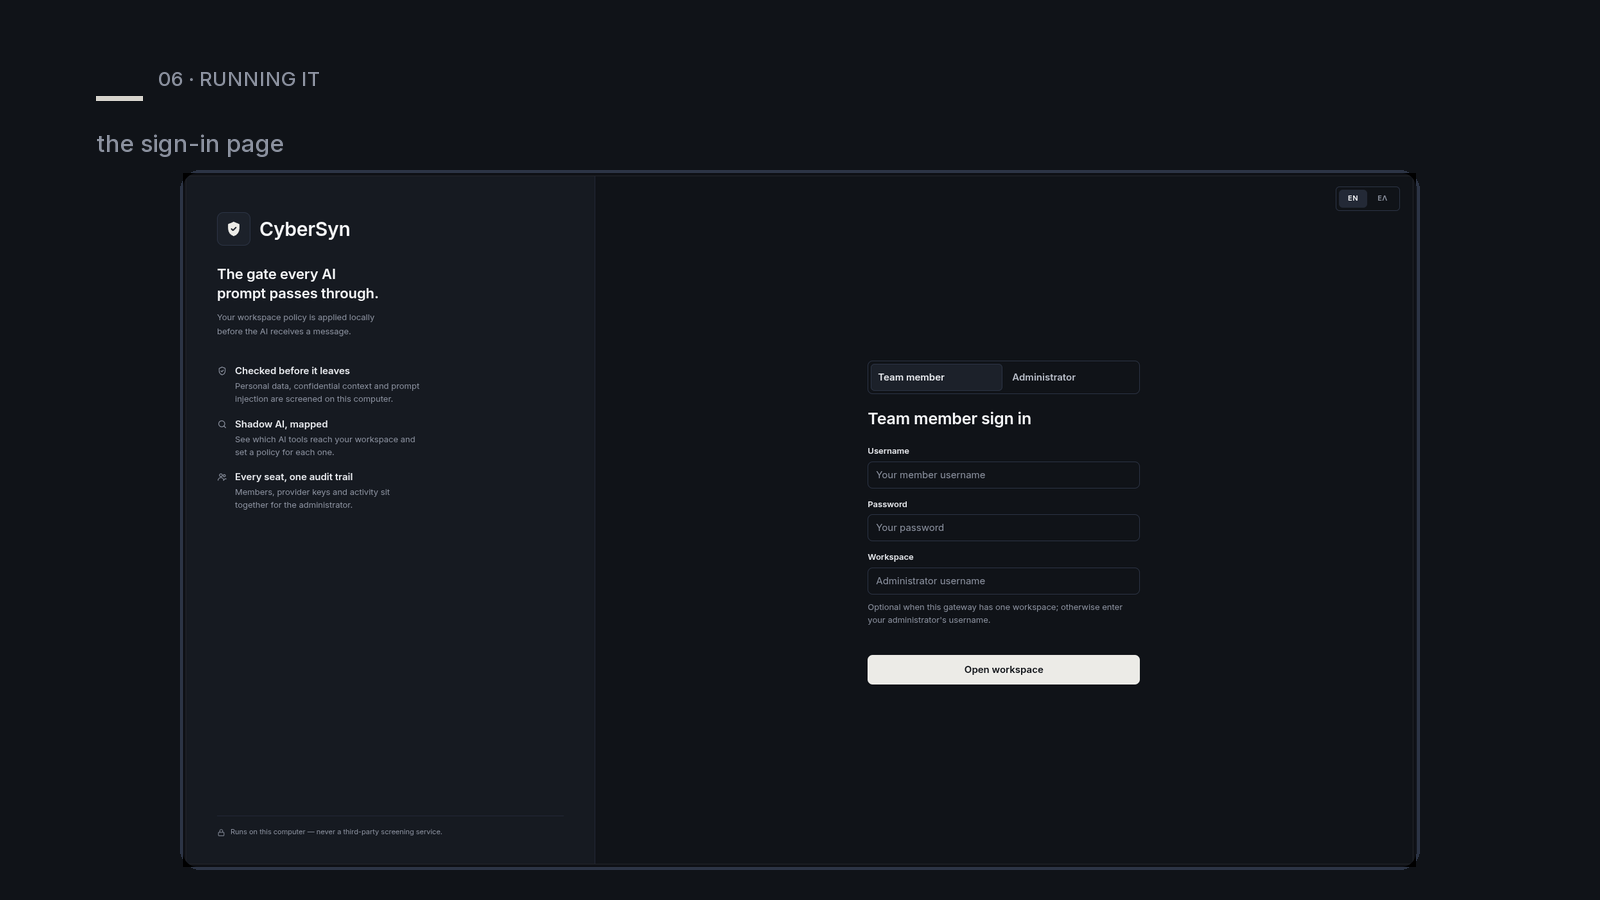 06 · RUNNING IT
the sign-in page
CyberSyn
The gate every AI
prompt passes through.
Your workspace policy is applied locally
before the AI receives a message.
Checked before it leaves
Personal data, confidential context and prompt
injection are screened on this computer.
Shadow AI, mapped
See which AI tools reach your workspace and
set a policy for each one.
Every seat, one audit trail
Members, provider keys and activity sit
together for the administrator.
Runs on this computer — never a third-party screening service.
EN ΕΛ
Team member Administrator
Team member sign in
Username
Your member username
Password
Your password
Workspace
Administrator username
Optional when this gateway has one workspace; otherwise enter
your administrator's username.
Open workspace